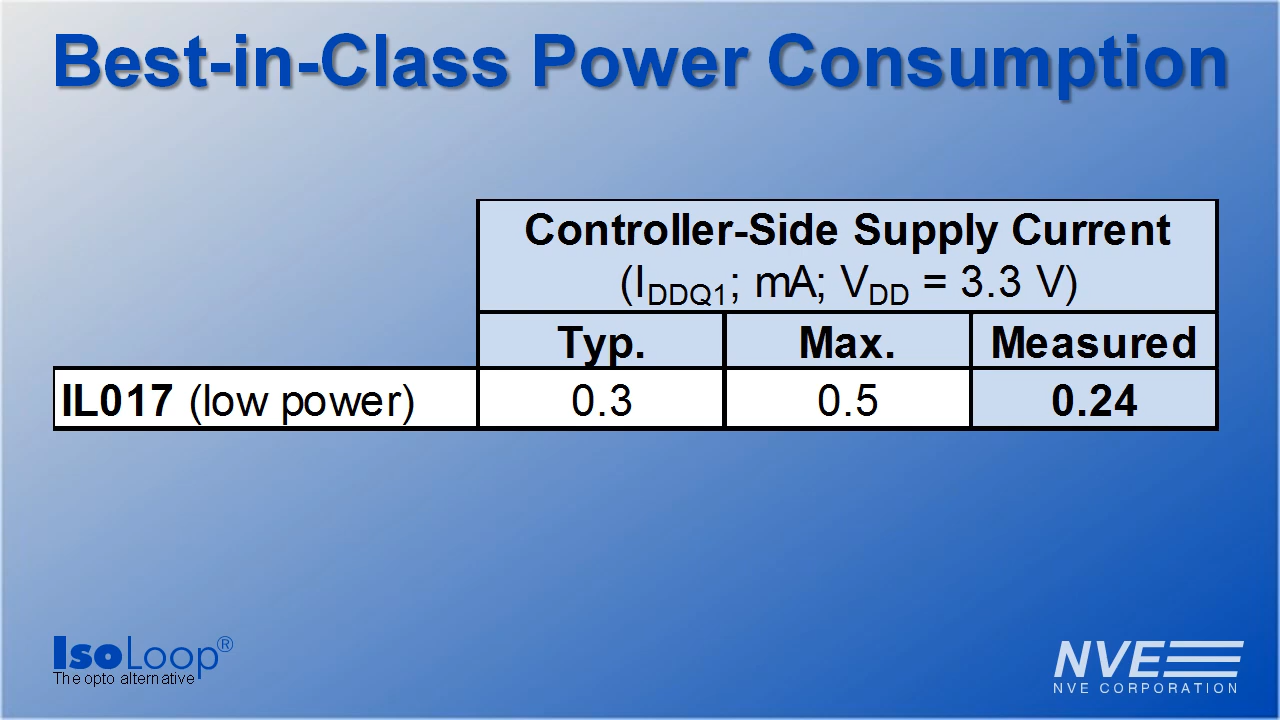 Best-in-Class Power Consumption
Controller-Side Supply Current
(IDDQ1; mA; VDD = 3.3 V)
Typ. Max. Measured
IL017 (low power) 0.3 0.5 0.24
IsoLoop®
The opto alternative
NVE
NVE CORPORATION